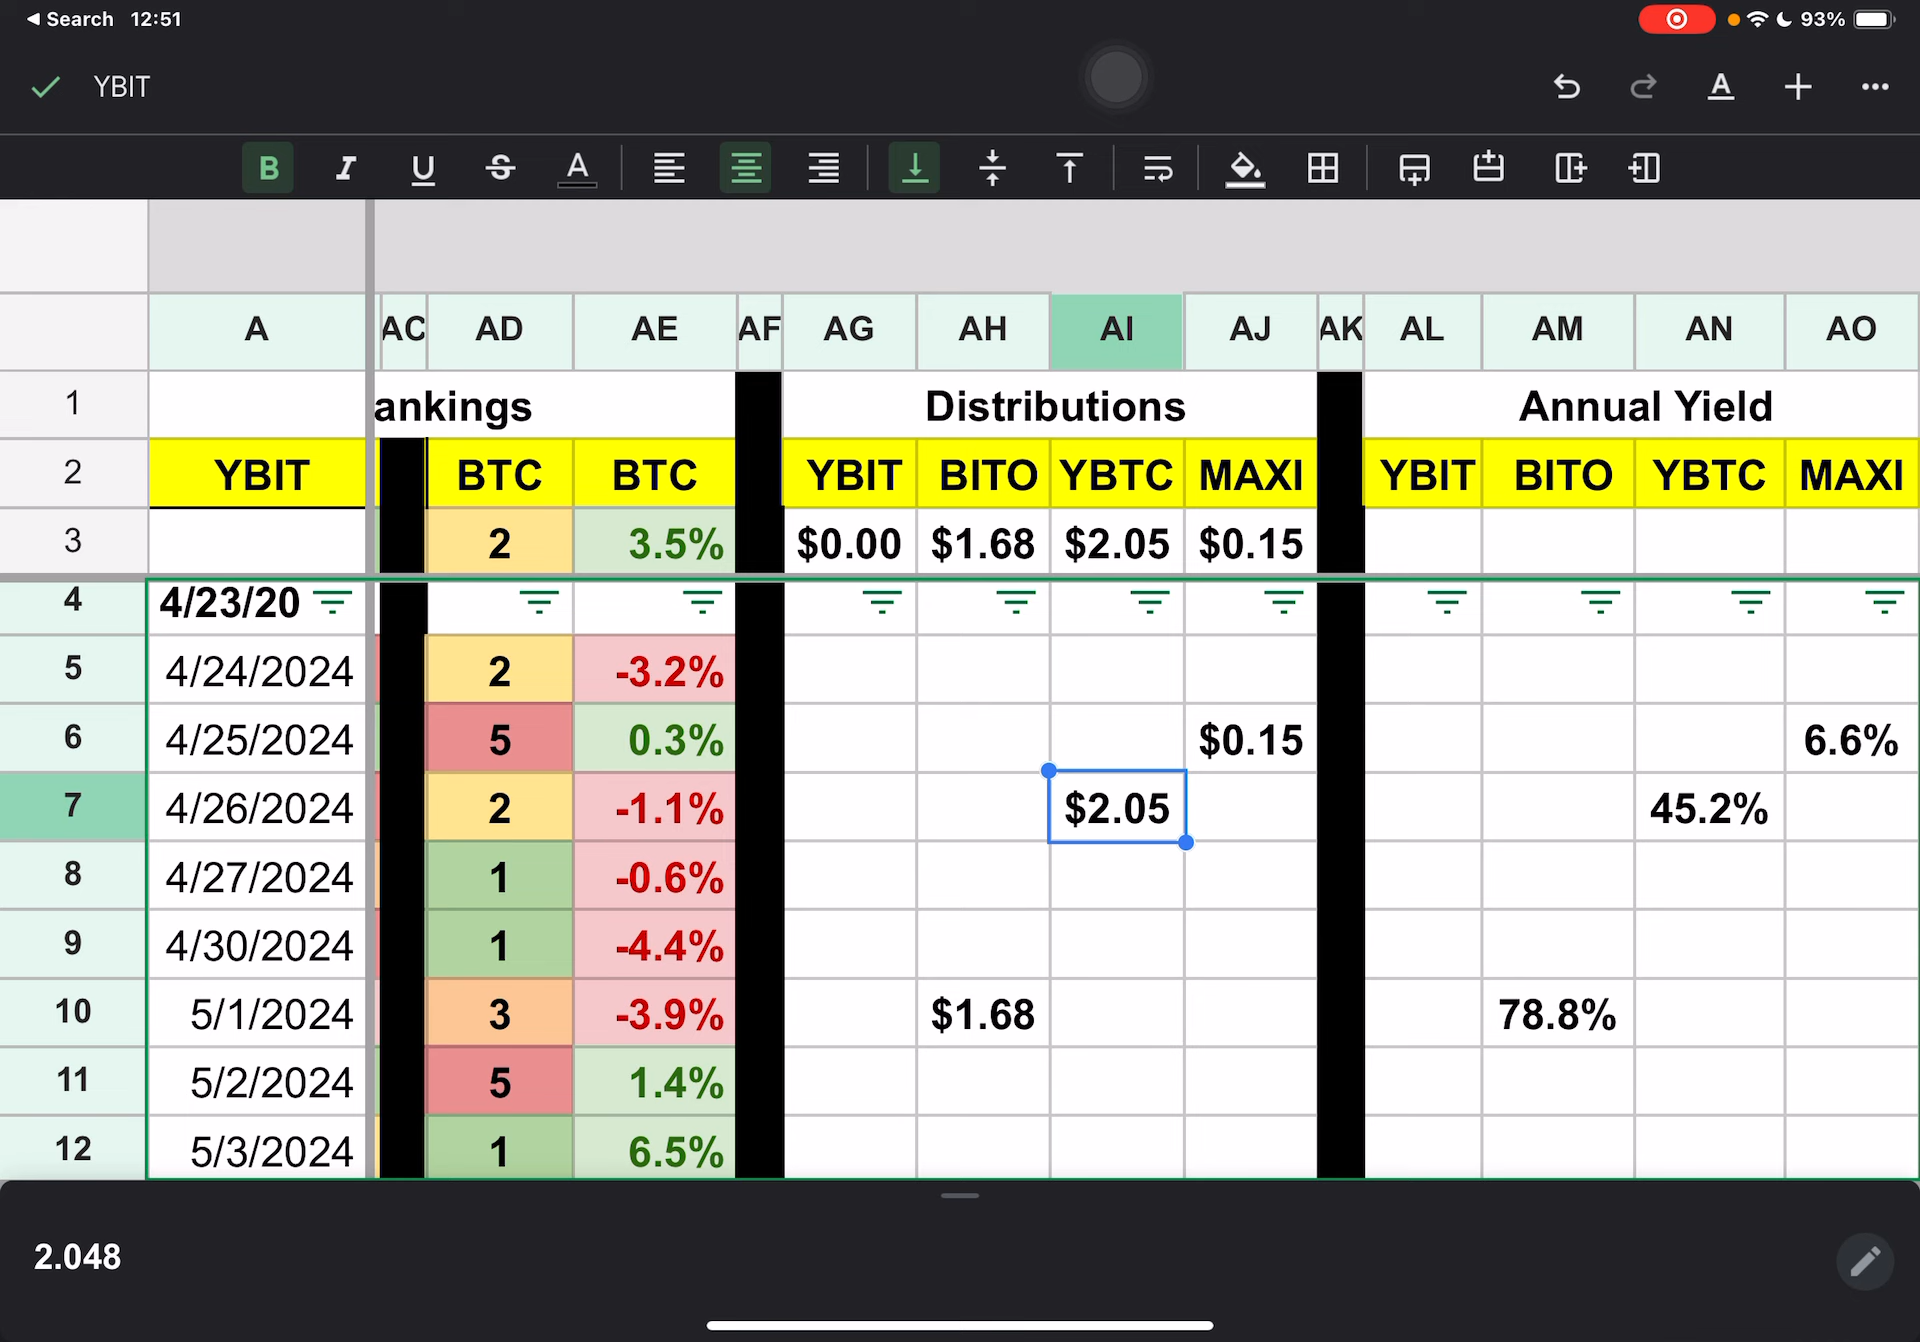 Search 12:51 93%
YBIT
B I U S A
A AC AD AE AF AG AH AI AJ AK AL AM AN AO
1 ankings Distributions Annual Yield
2 YBIT BTC BTC YBIT BITO YBTC MAXI YBIT BITO YBTC MAXI
3 2 3.5% $0.00 $1.68 $2.05 $0.15
4 4/23/20
5 4/24/2024 2 -3.2%
6 4/25/2024 5 0.3% $0.15 6.6%
7 4/26/2024 2 -1.1% $2.05 45.2%
8 4/27/2024 1 -0.6%
9 4/30/2024 1 -4.4%
10 5/1/2024 3 -3.9% $1.68 78.8%
11 5/2/2024 5 1.4%
12 5/3/2024 1 6.5%
2.048